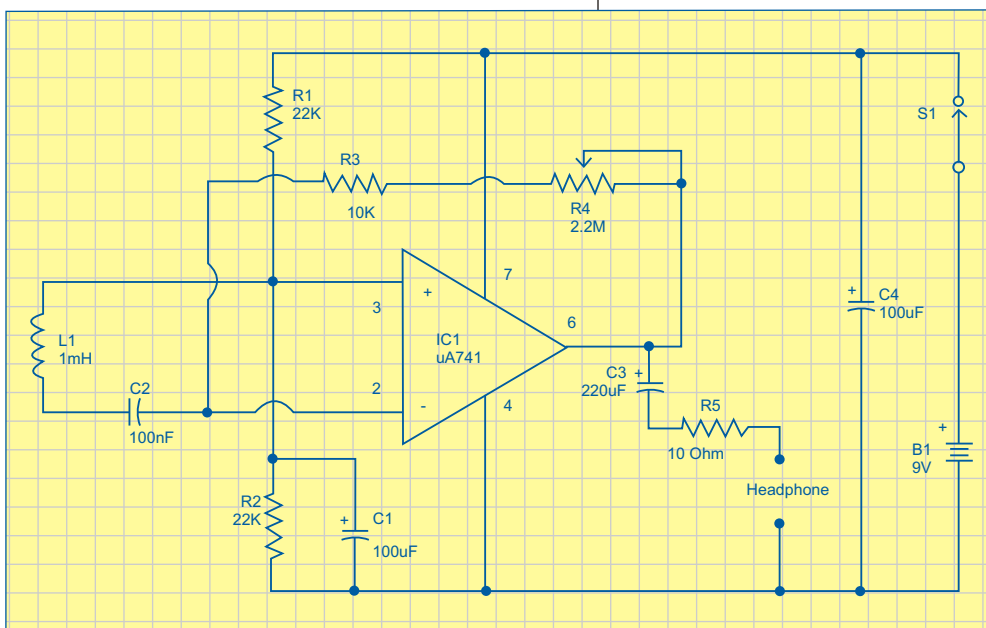 R1
22K
S1
R3
10K
R4
2.2M
7
+
3
6
+
C4
100uF
L1
1mH
IC1
uA741
C3
+
220uF
C2
2
-
4
R5
100nF
10 Ohm
+
B1
9V
Headphone
R2
22K
+
C1
100uF